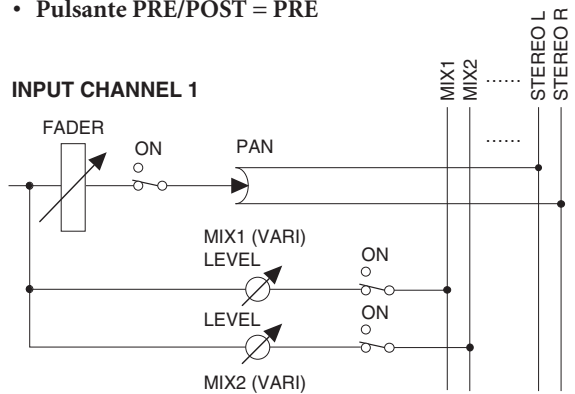 • Pulsante PRE/POST = PRE
INPUT CHANNEL 1
MIX1
MIX2
......
STEREO L
STEREO R
......
FADER
ON
PAN
MIX1 (VARI)
LEVEL
ON
LEVEL
ON
MIX2 (VARI)